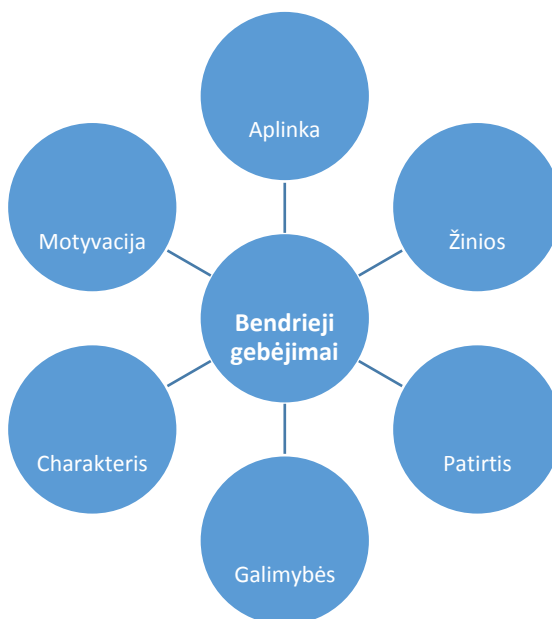 Aplinka
Motyvacija
Žinios
Bendrieji
gebėjimai
Charakteris
Patirtis
Galimybės